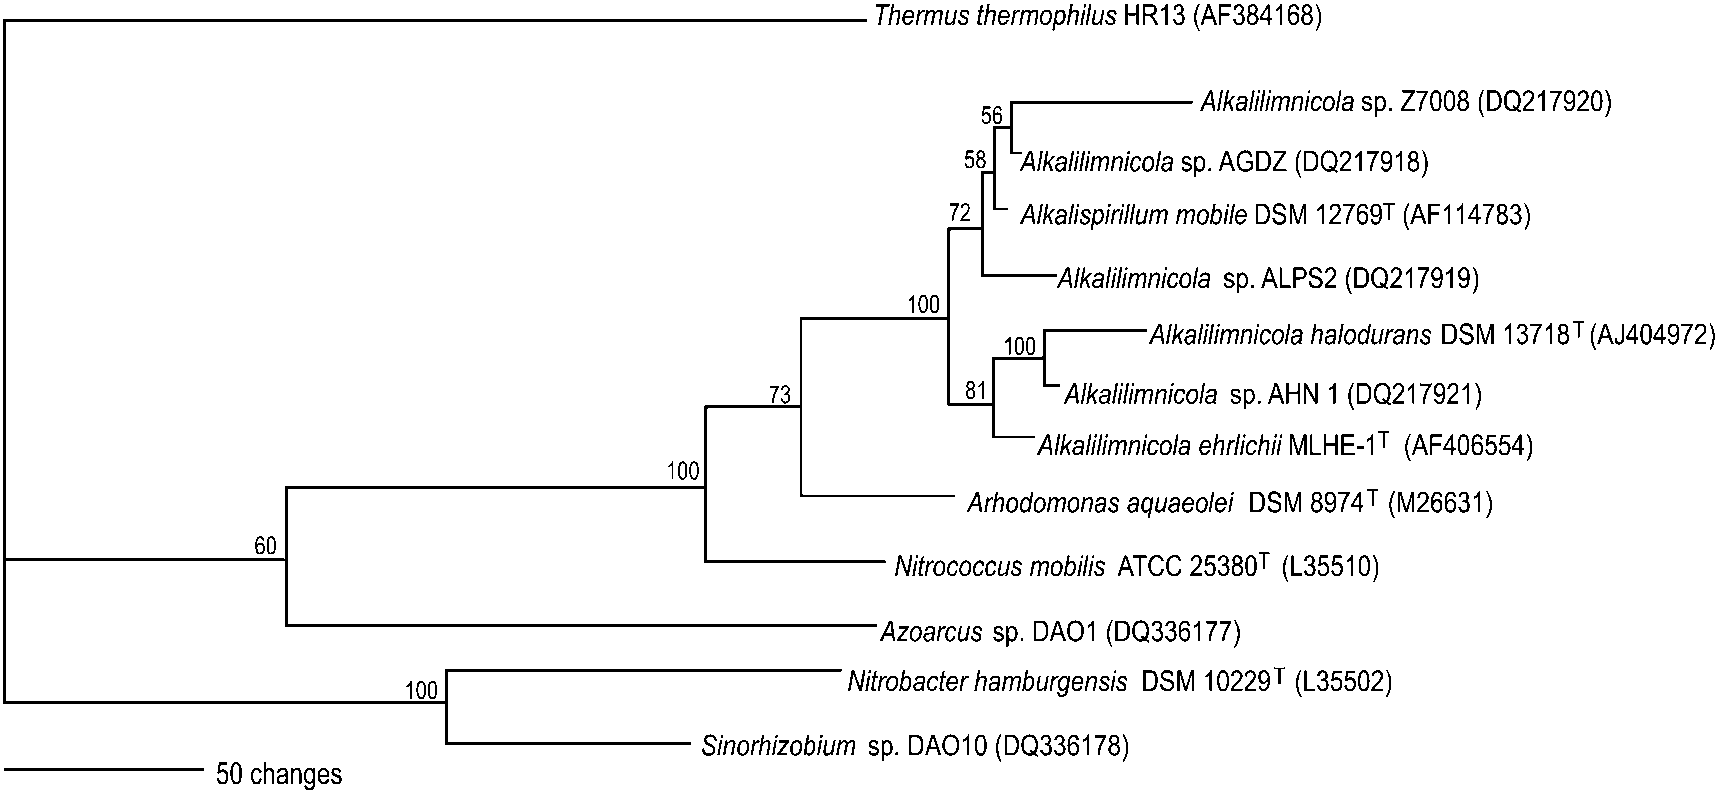 Thermus thermophilus HR13 (AF384168)
Alkalilimnicola sp. Z7008 (DQ217920)
56
Alkalilimnicola sp. AGDZ (DQ217918)
58
Alkalispirillum mobile DSM 12769T (AF114783)
72
Alkalilimnicola sp. ALPS2 (DQ217919)
100
Alkalilimnicola halodurans DSM 13718T (AJ404972)
100
Alkalilimnicola sp. AHN 1 (DQ217921)
81
73
Alkalilimnicola ehrlichii MLHE-1T (AF406554)
100
Arhodomonas aquaeolei DSM 8974T (M26631)
60
Nitrococcus mobilis ATCC 25380T (L35510)
Azoarcus sp. DAO1 (DQ336177)
100
Nitrobacter hamburgensis DSM 10229T (L35502)
Sinorhizobium sp. DAO10 (DQ336178)
50 changes